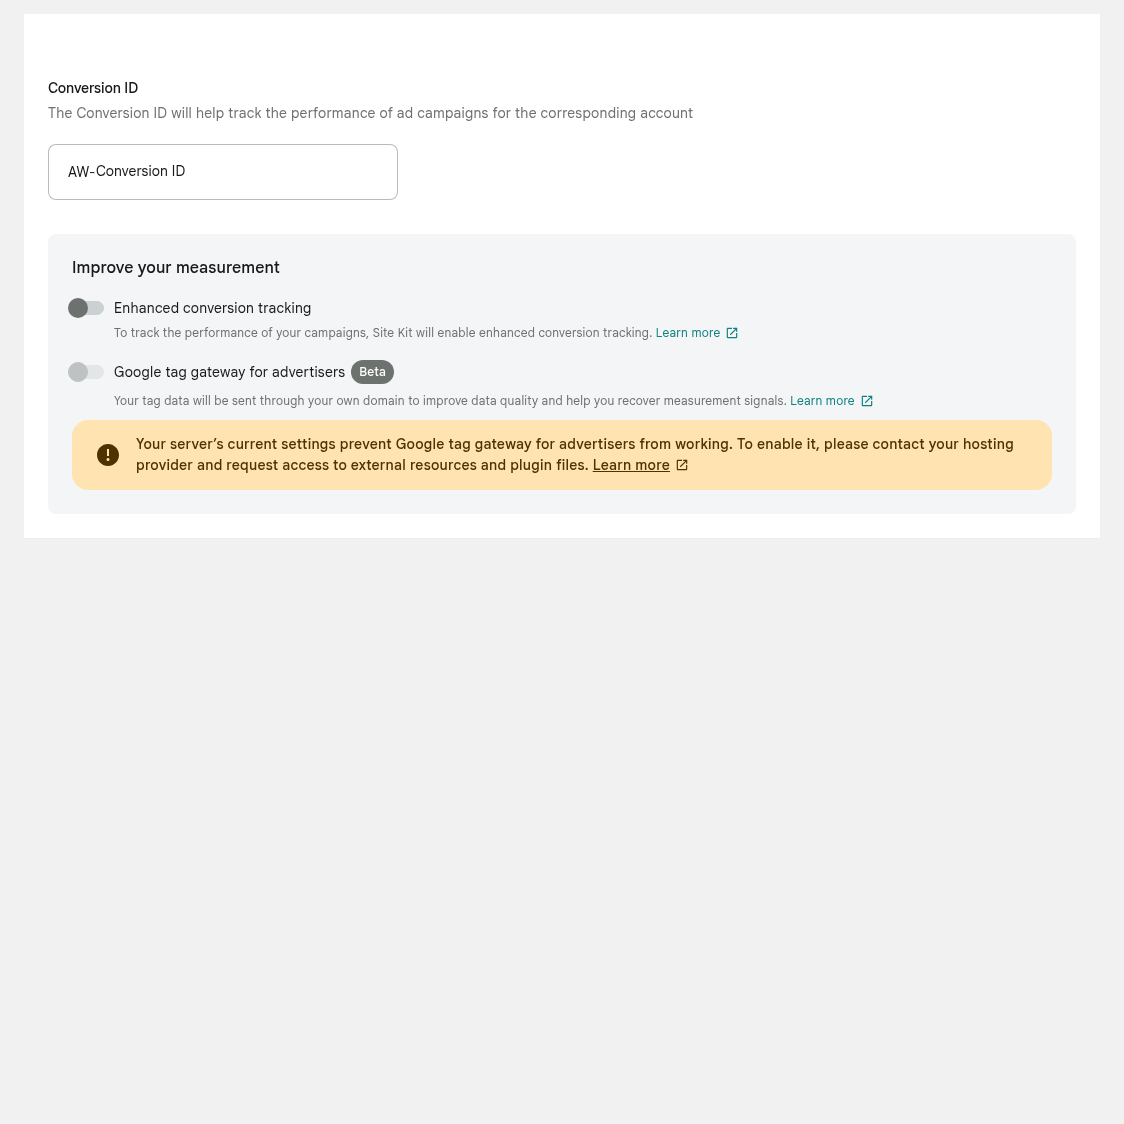 Conversion ID
The Conversion ID will help track the performance of ad campaigns for the corresponding account
AW-Conversion ID
Improve your measurement
Enhanced conversion tracking
To track the performance of your campaigns, Site Kit will enable enhanced conversion tracking. Learn more
Google tag gateway for advertisers Beta
Your tag data will be sent through your own domain to improve data quality and help you recover measurement signals. Learn more
Your server’s current settings prevent Google tag gateway for advertisers from working. To enable it, please contact your hosting
provider and request access to external resources and plugin files. Learn more